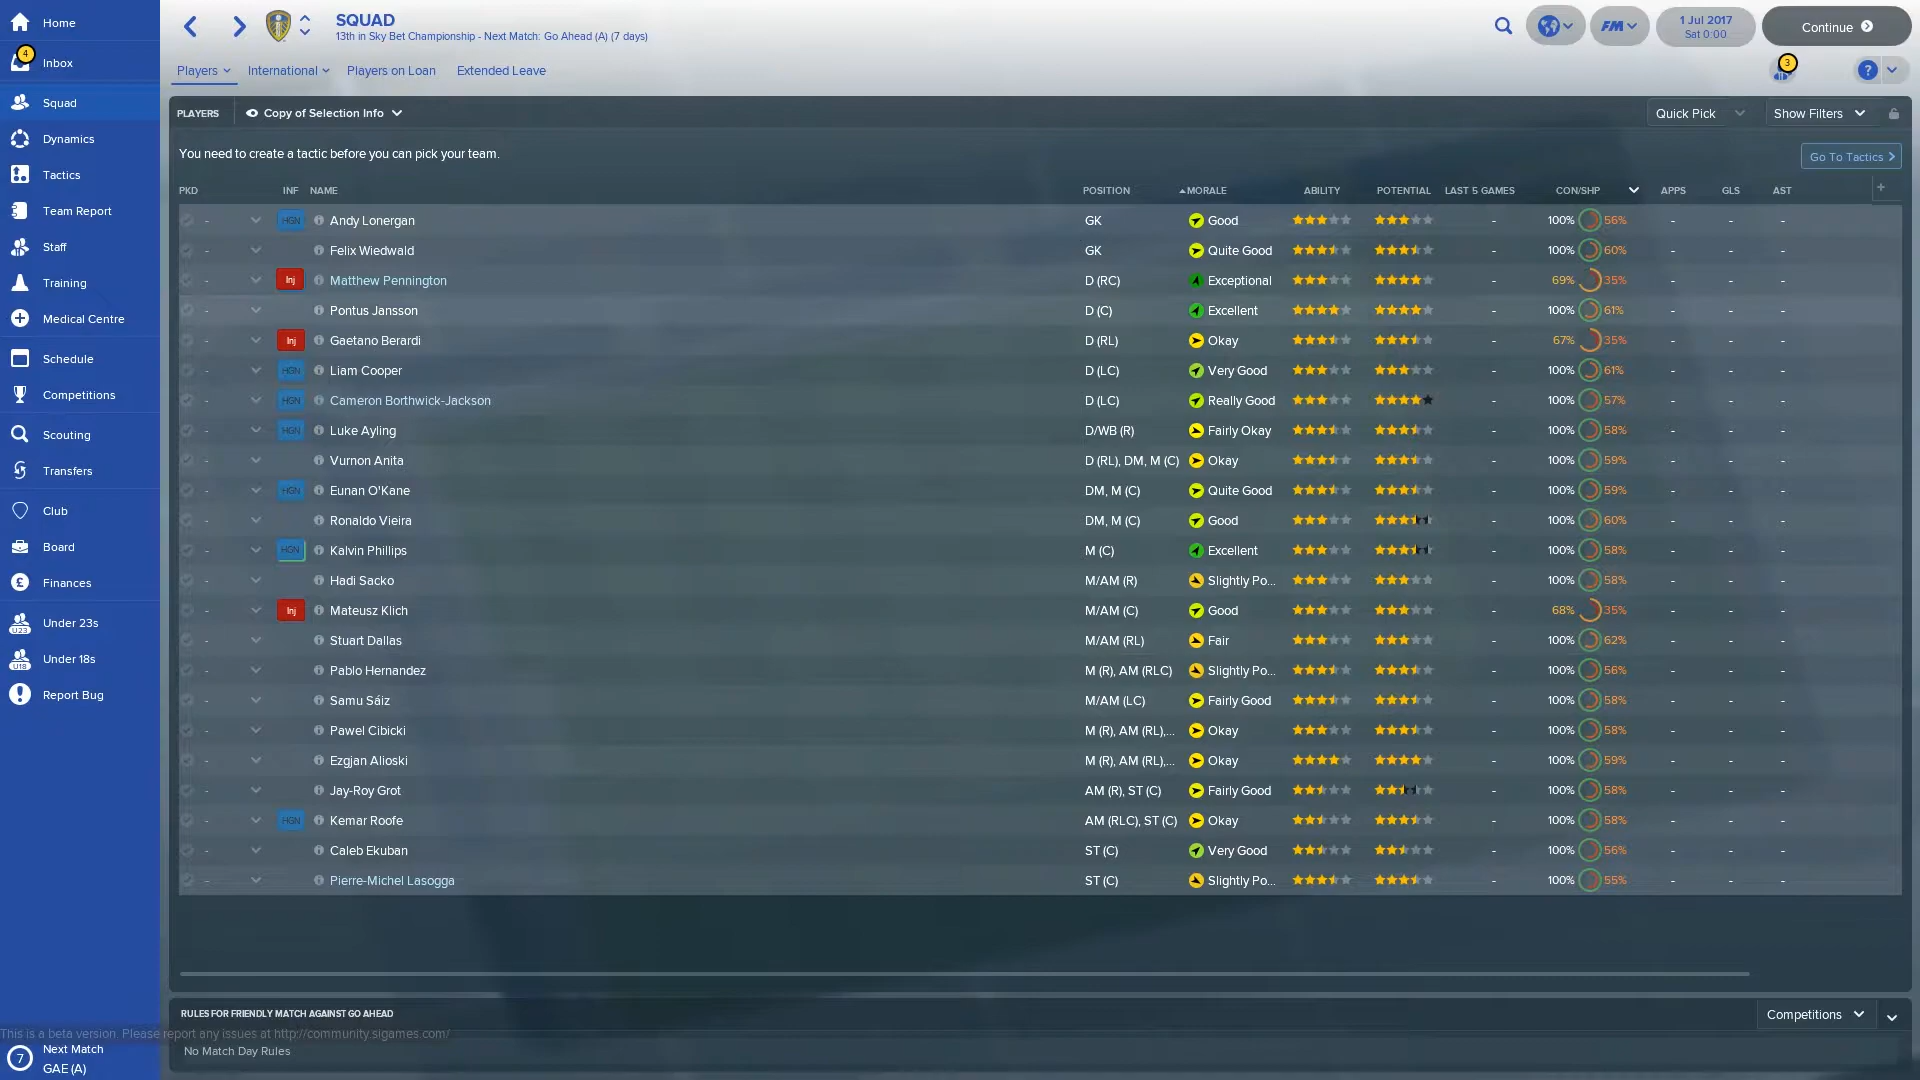 Home
4
Inbox
Squad
Dynamics
Tactics
Team Report
Staff
Training
Medical Centre
Schedule
Competitions
Scouting
Transfers
Club
Board
Finances
U23
Under 23s
U18
Under 18s
Report Bug
SQUAD
13th in Sky Bet Championship - Next Match: Go Ahead (A) (7 days)
FM
1 Jul 2017
Sat 0:00
Continue
Players International Players on Loan Extended Leave
3
?
PLAYERS Copy of Selection Info Quick Pick Show Filters
You need to create a tactic before you can pick your team.
Go To Tactics
PKD INF NAME POSITION MORALE ABILITY POTENTIAL LAST 5 GAMES CON/SHP APPS GLS AST +
- HGN Andy Lonergan GK Good - 100% 56% - - -
- Felix Wiedwald GK Quite Good - 100% 60% - - -
- Inj Matthew Pennington D (RC) Exceptional - 69% 35% - - -
- Pontus Jansson D (C) Excellent - 100% 61% - - -
- Inj Gaetano Berardi D (RL) Okay - 67% 35% - - -
- HGN Liam Cooper D (LC) Very Good - 100% 61% - - -
- HGN Cameron Borthwick-Jackson D (LC) Really Good - 100% 57% - - -
- HGN Luke Ayling D/WB (R) Fairly Okay - 100% 58% - - -
- Vurnon Anita D (RL), DM, M (C) Okay - 100% 59% - - -
- HGN Eunan O'Kane DM, M (C) Quite Good - 100% 59% - - -
- Ronaldo Vieira DM, M (C) Good - 100% 60% - - -
- HGN Kalvin Phillips M (C) Excellent - 100% 58% - - -
- Hadi Sacko M/AM (R) Slightly Po... - 100% 58% - - -
- Inj Mateusz Klich M/AM (C) Good - 68% 35% - - -
- Stuart Dallas M/AM (RL) Fair - 100% 62% - - -
- Pablo Hernandez M (R), AM (RLC) Slightly Po... - 100% 56% - - -
- Samu Sáiz M/AM (LC) Fairly Good - 100% 58% - - -
- Pawel Cibicki M (R), AM (RL),... Okay - 100% 58% - - -
- Ezgjan Alioski M (R), AM (RL),... Okay - 100% 59% - - -
- Jay-Roy Grot AM (R), ST (C) Fairly Good - 100% 58% - - -
- HGN Kemar Roofe AM (RLC), ST (C) Okay - 100% 58% - - -
- Caleb Ekuban ST (C) Very Good - 100% 56% - - -
- Pierre-Michel Lasogga ST (C) Slightly Po... - 100% 55% - - -
RULES FOR FRIENDLY MATCH AGAINST GO AHEAD
Competitions
This is a beta version. Please report any issues at http://community.sigames.com/
No Match Day Rules
7
Next Match
GAE (A)